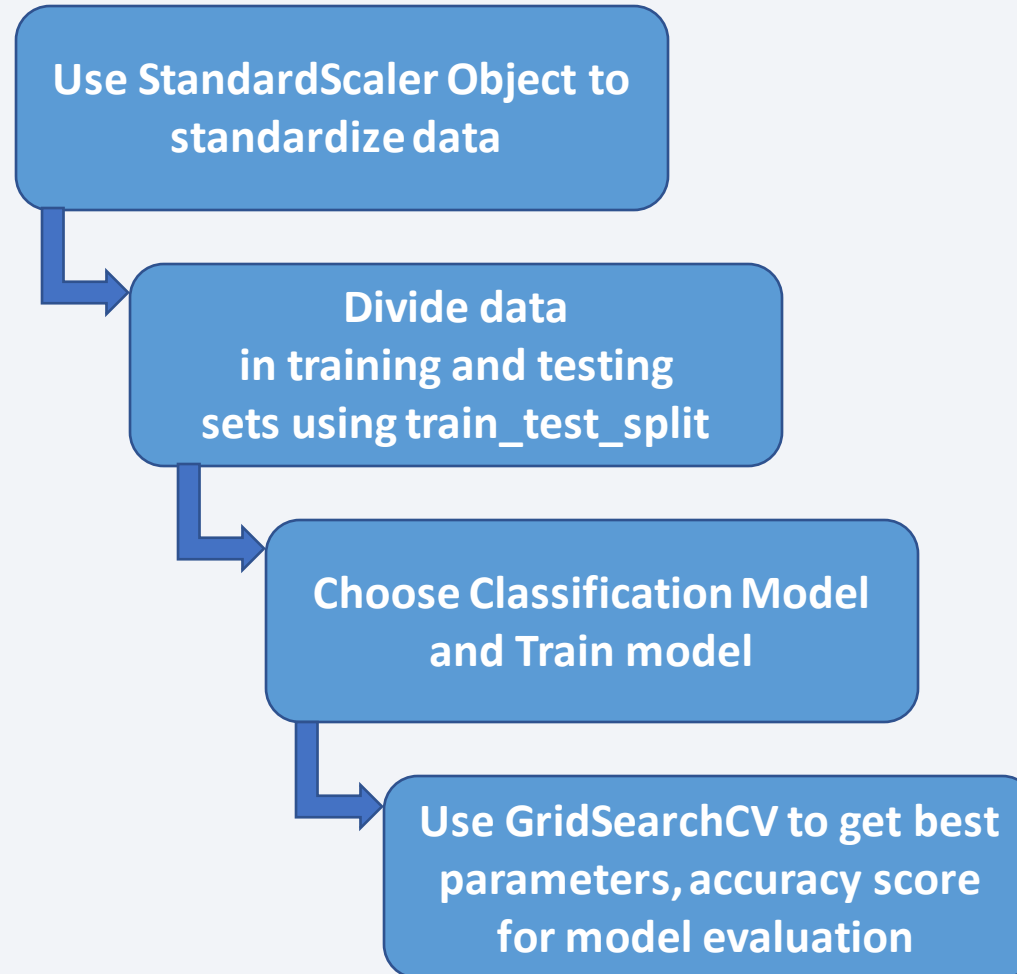 Use StandardScaler Object to
standardize data
Divide data
in training and testing
sets using train_test_split
Choose Classification Model
and Train model
Use GridSearchCV to get best
parameters, accuracy score
for model evaluation